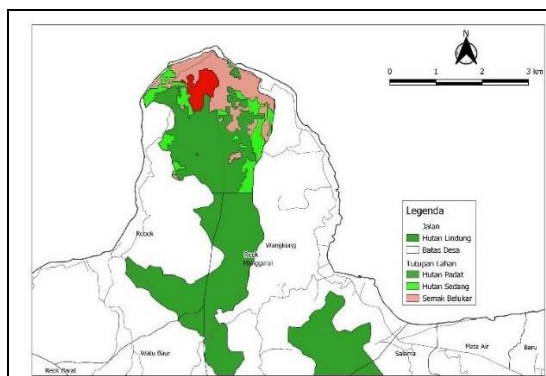 N
0 1 2 3 km
Legenda
Jalan
Hutan Lindung
Batas Desa
Tutupan Lahan
Hutan Padat
Hutan Sedang
Semak Belukar
Robek
Wangkung
Reok
Manggarai
Watu Baur
Salama
Mata Air
Baru
Reok Barat